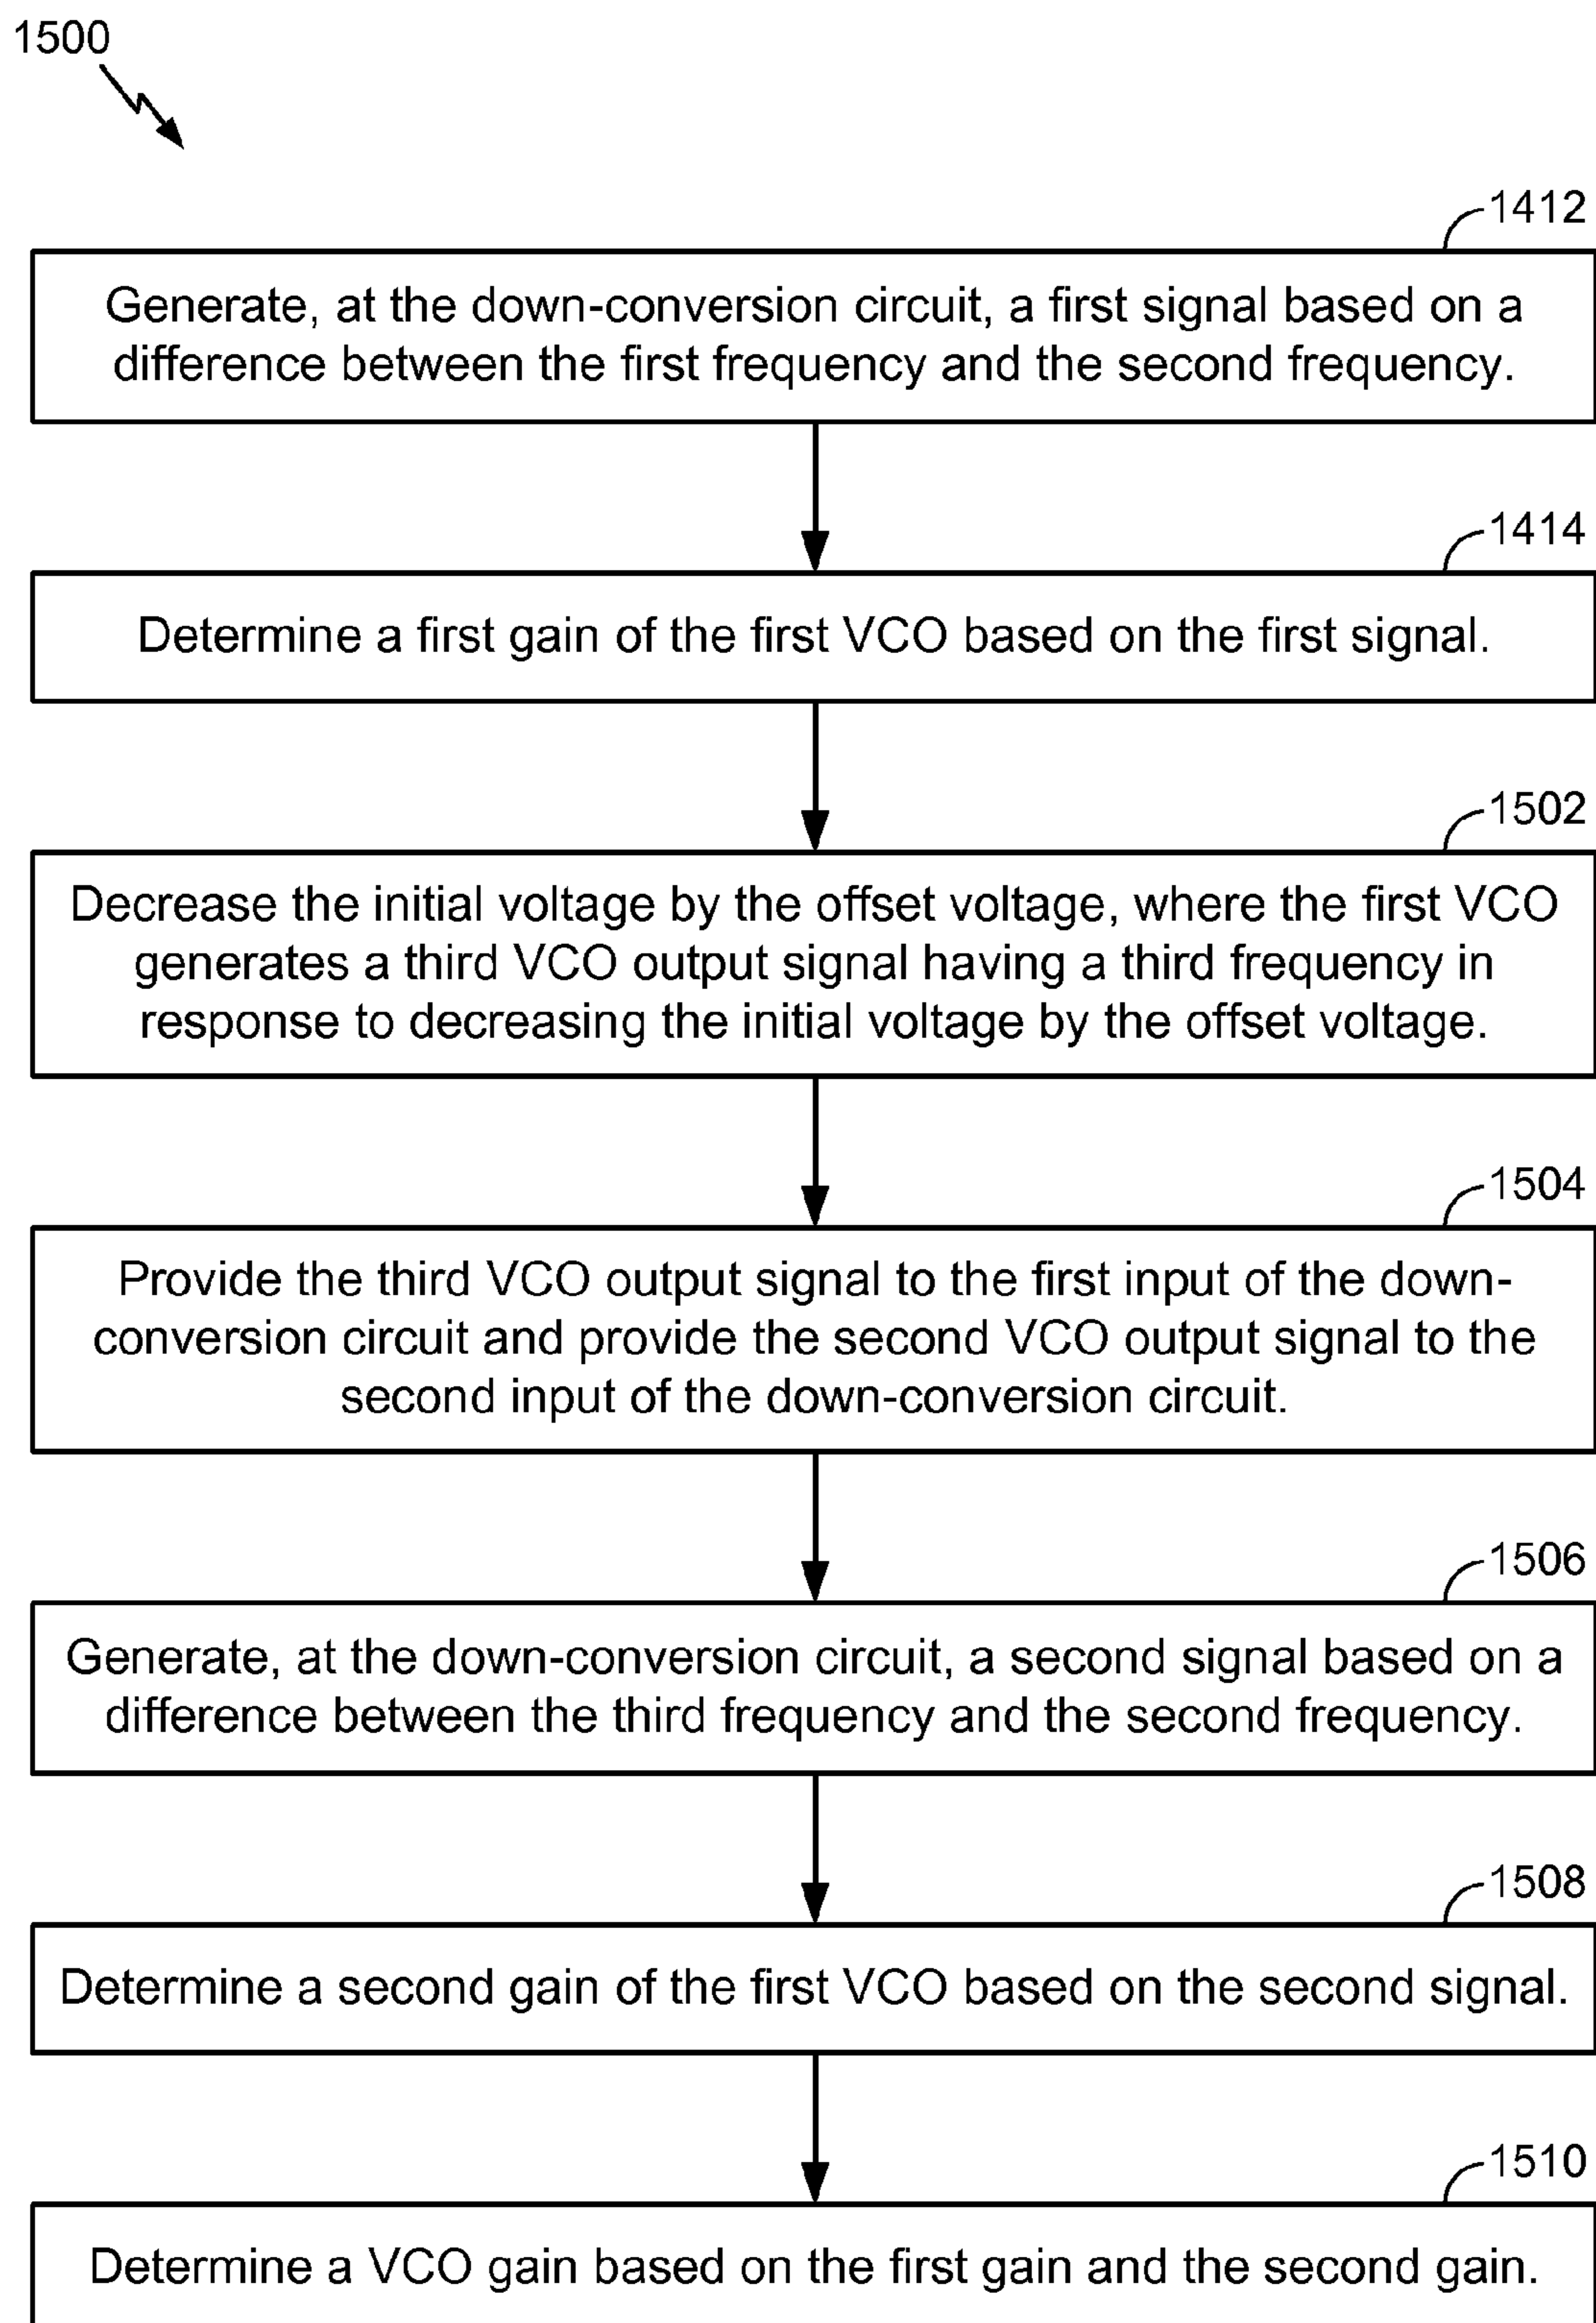 1500
1412
Generate, at the down-conversion circuit, a first signal based on a
difference between the first frequency and the second frequency.
1414
Determine a first gain of the first VCO based on the first signal.
1502
Decrease the initial voltage by the offset voltage, where the first VCO
generates a third VCO output signal having a third frequency in
response to decreasing the initial voltage by the offset voltage.
1504
Provide the third VCO output signal to the first input of the down-
conversion circuit and provide the second VCO output signal to the
second input of the down-conversion circuit.
1506
Generate, at the down-conversion circuit, a second signal based on a
difference between the third frequency and the second frequency.
1508
Determine a second gain of the first VCO based on the second signal.
1510
Determine a VCO gain based on the first gain and the second gain.